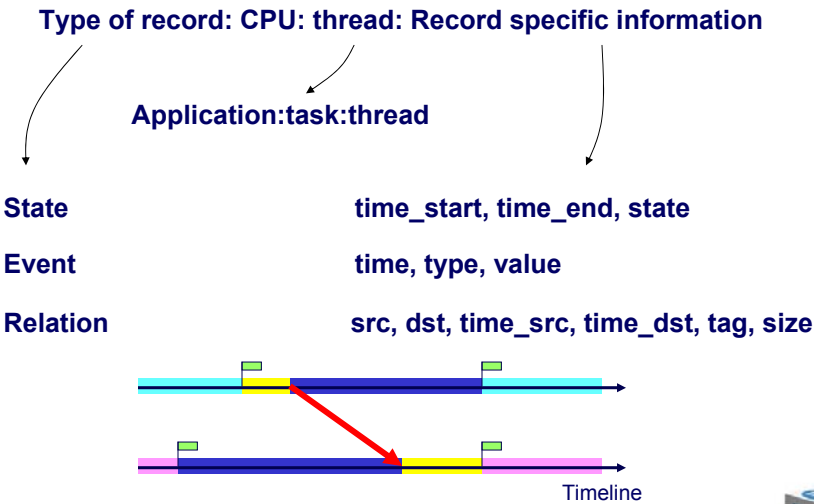 Type of record: CPU: thread: Record specific information
Application:task:thread
State time_start, time_end, state
Event time, type, value
Relation src, dst, time_src, time_dst, tag, size
Timeline